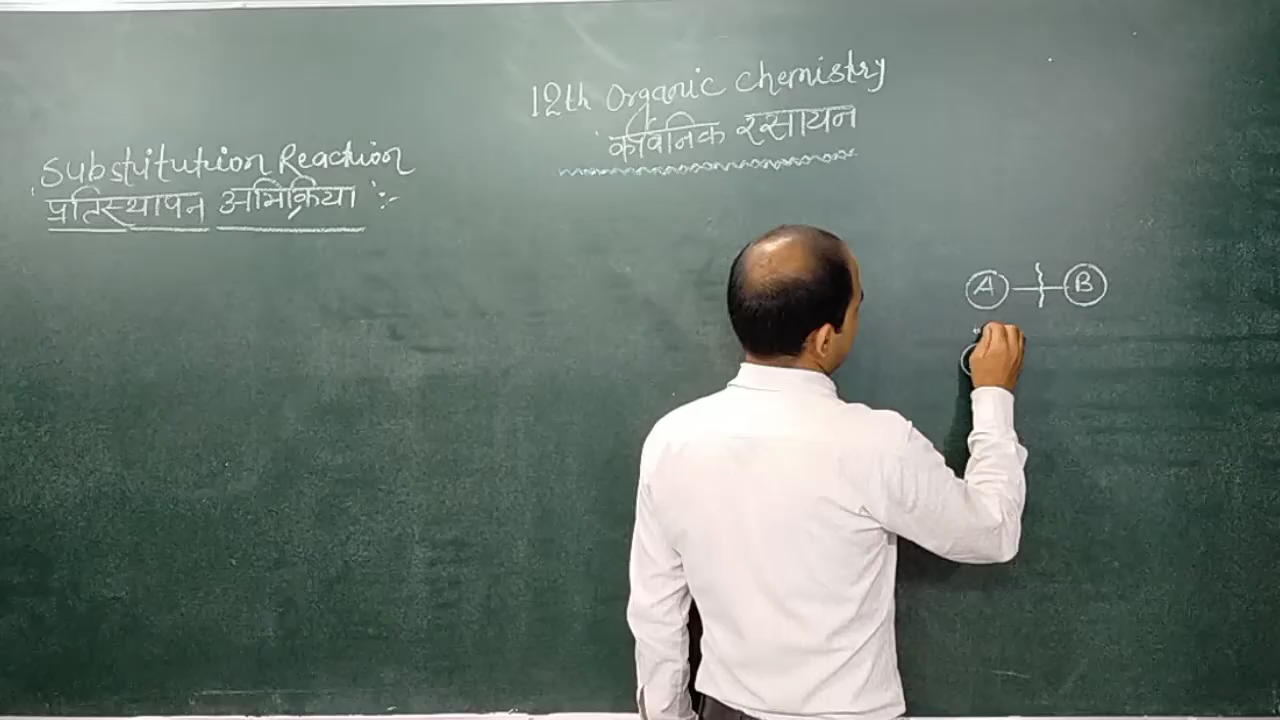 12th Organic Chemistry
कार्बनिक रसायन
Substitution Reaction
प्रतिस्थापन अभिक्रिया :-
A B